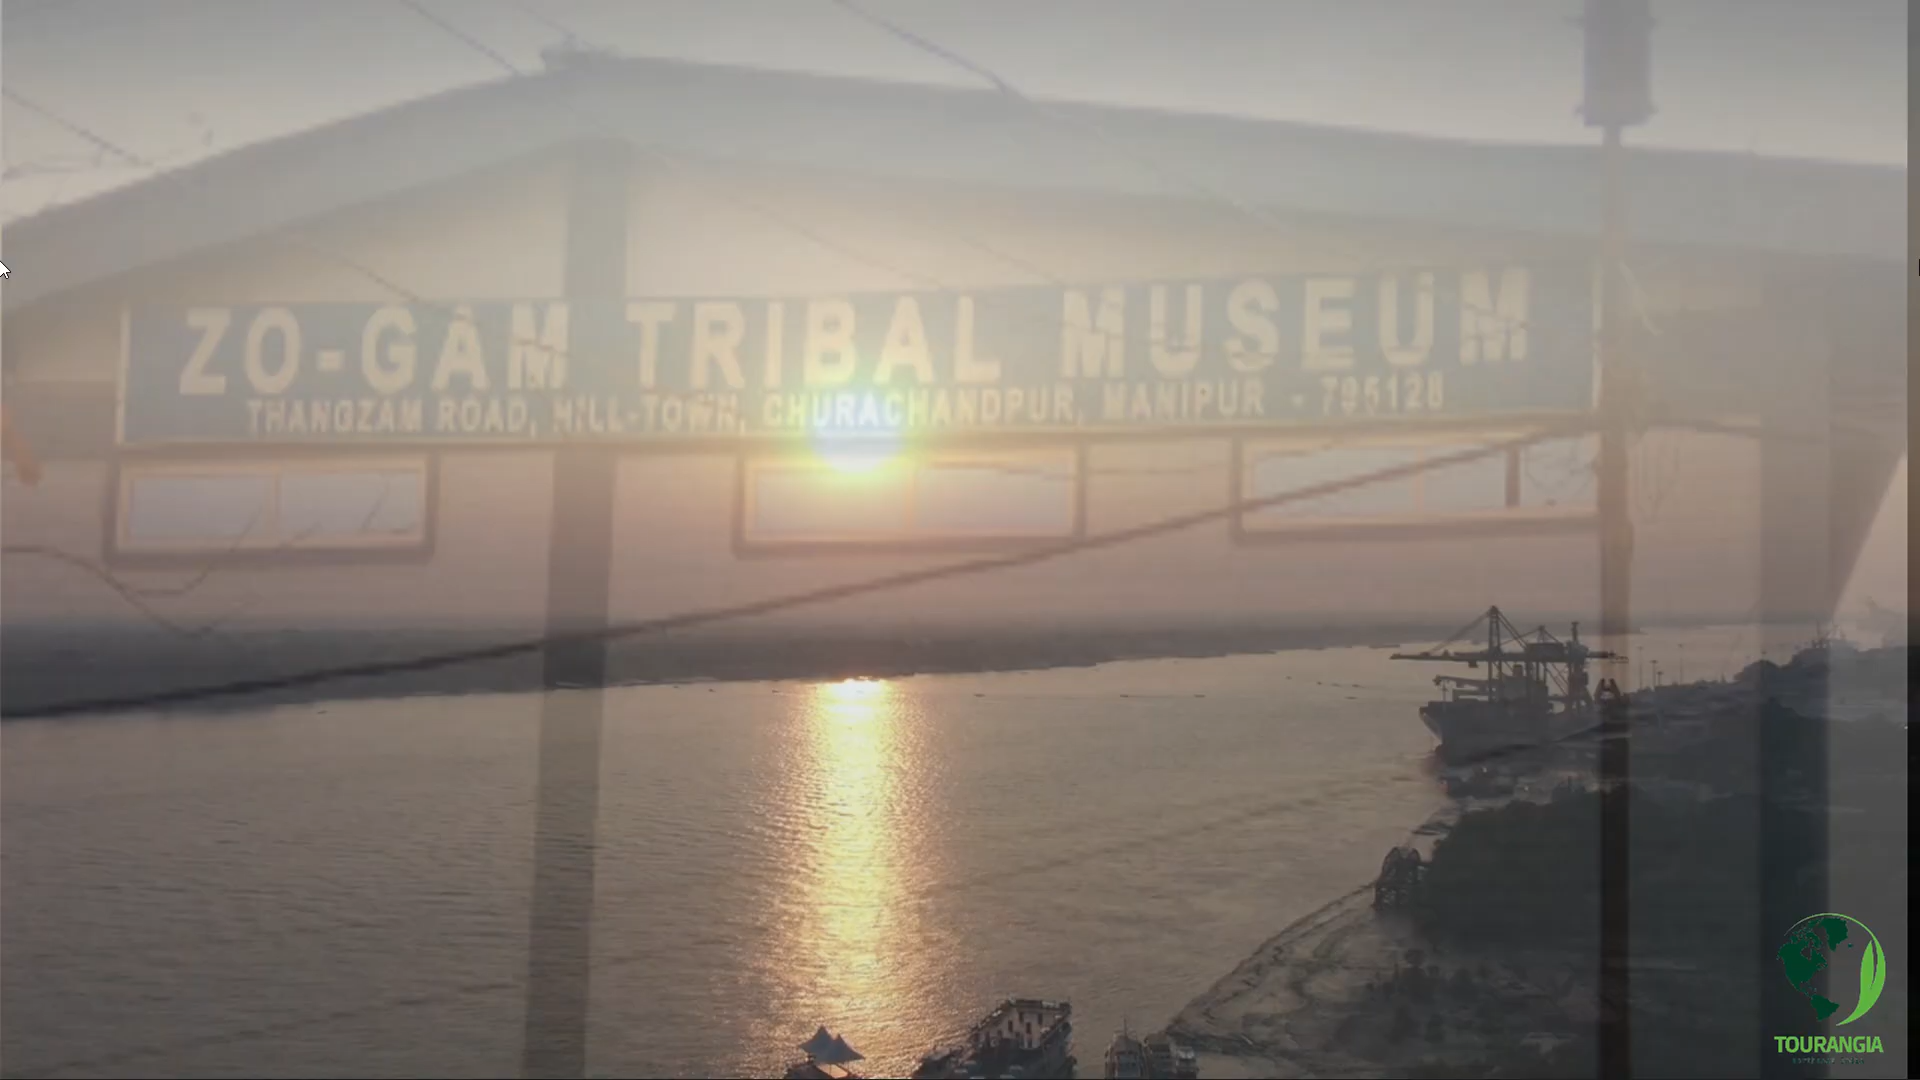 ZO-GAM TRIBAL MUSEUM
THANGZAM ROAD, HILL-TOWN, CHURACHANDPUR, MANIPUR - 795128
TOURANGIA